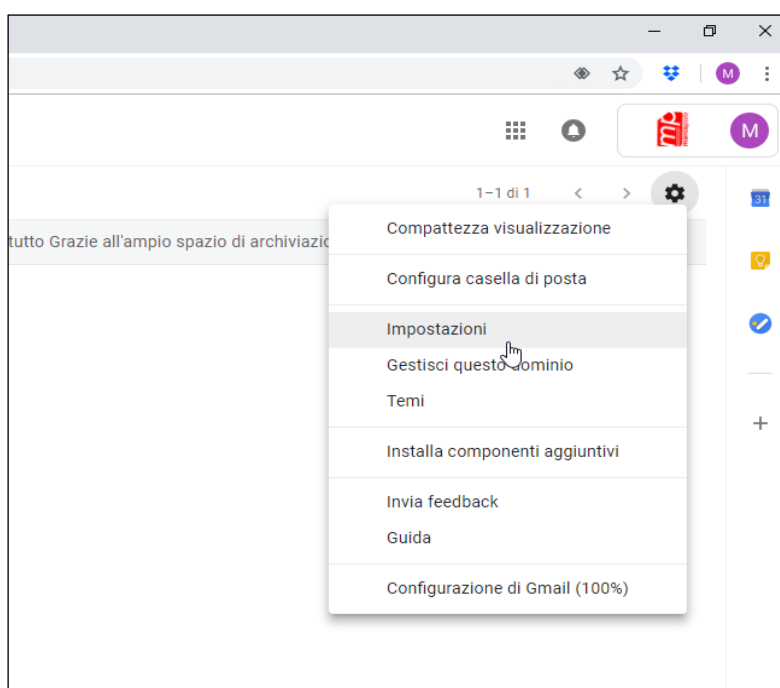 M
M
1–1 di 1
31
tutto Grazie all'ampio spazio di archiviazio
Compattezza visualizzazione
Configura casella di posta
Impostazioni
Gestisci questo dominio
Temi
Installa componenti aggiuntivi
Invia feedback
Guida
Configurazione di Gmail (100%)